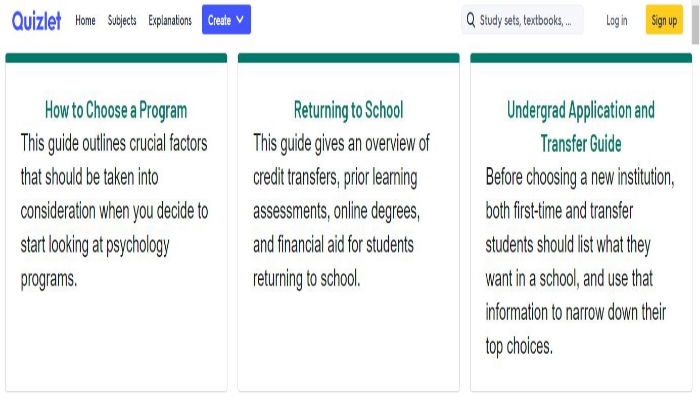 Quizlet Home Subjects Explanations Create Study sets, textbooks, ... Log in Sign up
How to Choose a Program
This guide outlines crucial factors
that should be taken into
consideration when you decide to
start looking at psychology
programs.
Returning to School
This guide gives an overview of
credit transfers, prior learning
assessments, online degrees,
and financial aid for students
returning to school.
Undergrad Application and
Transfer Guide
Before choosing a new institution,
both first-time and transfer
students should list what they
want in a school, and use that
information to narrow down their
top choices.